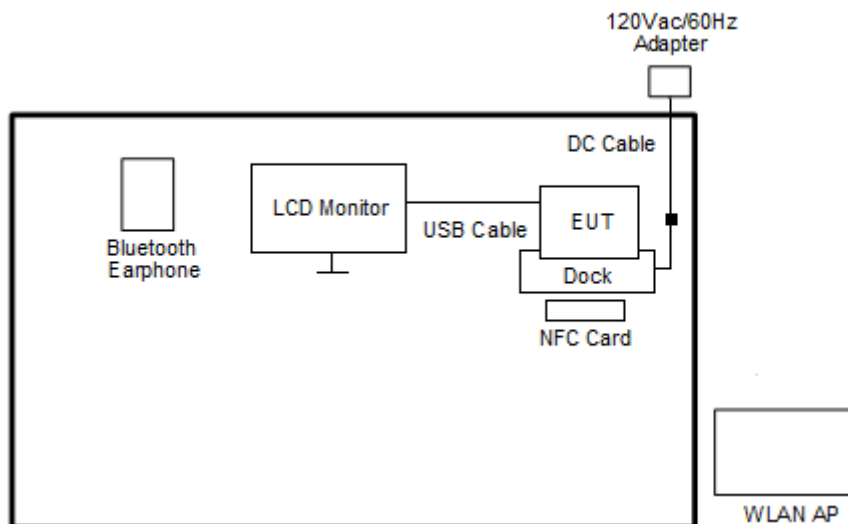 120Vac/60Hz
Adapter
DC Cable
LCD Monitor
USB Cable
EUT
Bluetooth
Earphone
Dock
NFC Card
WLAN AP